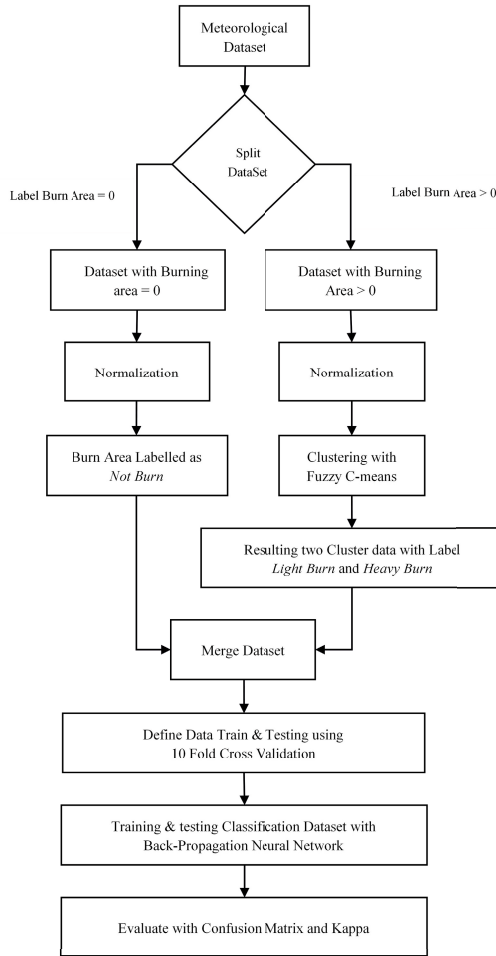 Meteorological
Dataset
Split
DataSet
Label Burn Area = 0
Label Burn Area > 0
Dataset with Burning
area = 0
Dataset with Burning
Area > 0
Normalization
Normalization
Burn Area Labelled as
Not Burn
Clustering with
Fuzzy C-means
Resulting two Cluster data with Label
Light Burn and Heavy Burn
Merge Dataset
Define Data Train & Testing using
10 Fold Cross Validation
Training & testing Classification Dataset with
Back-Propagation Neural Network
Evaluate with Confusion Matrix and Kappa